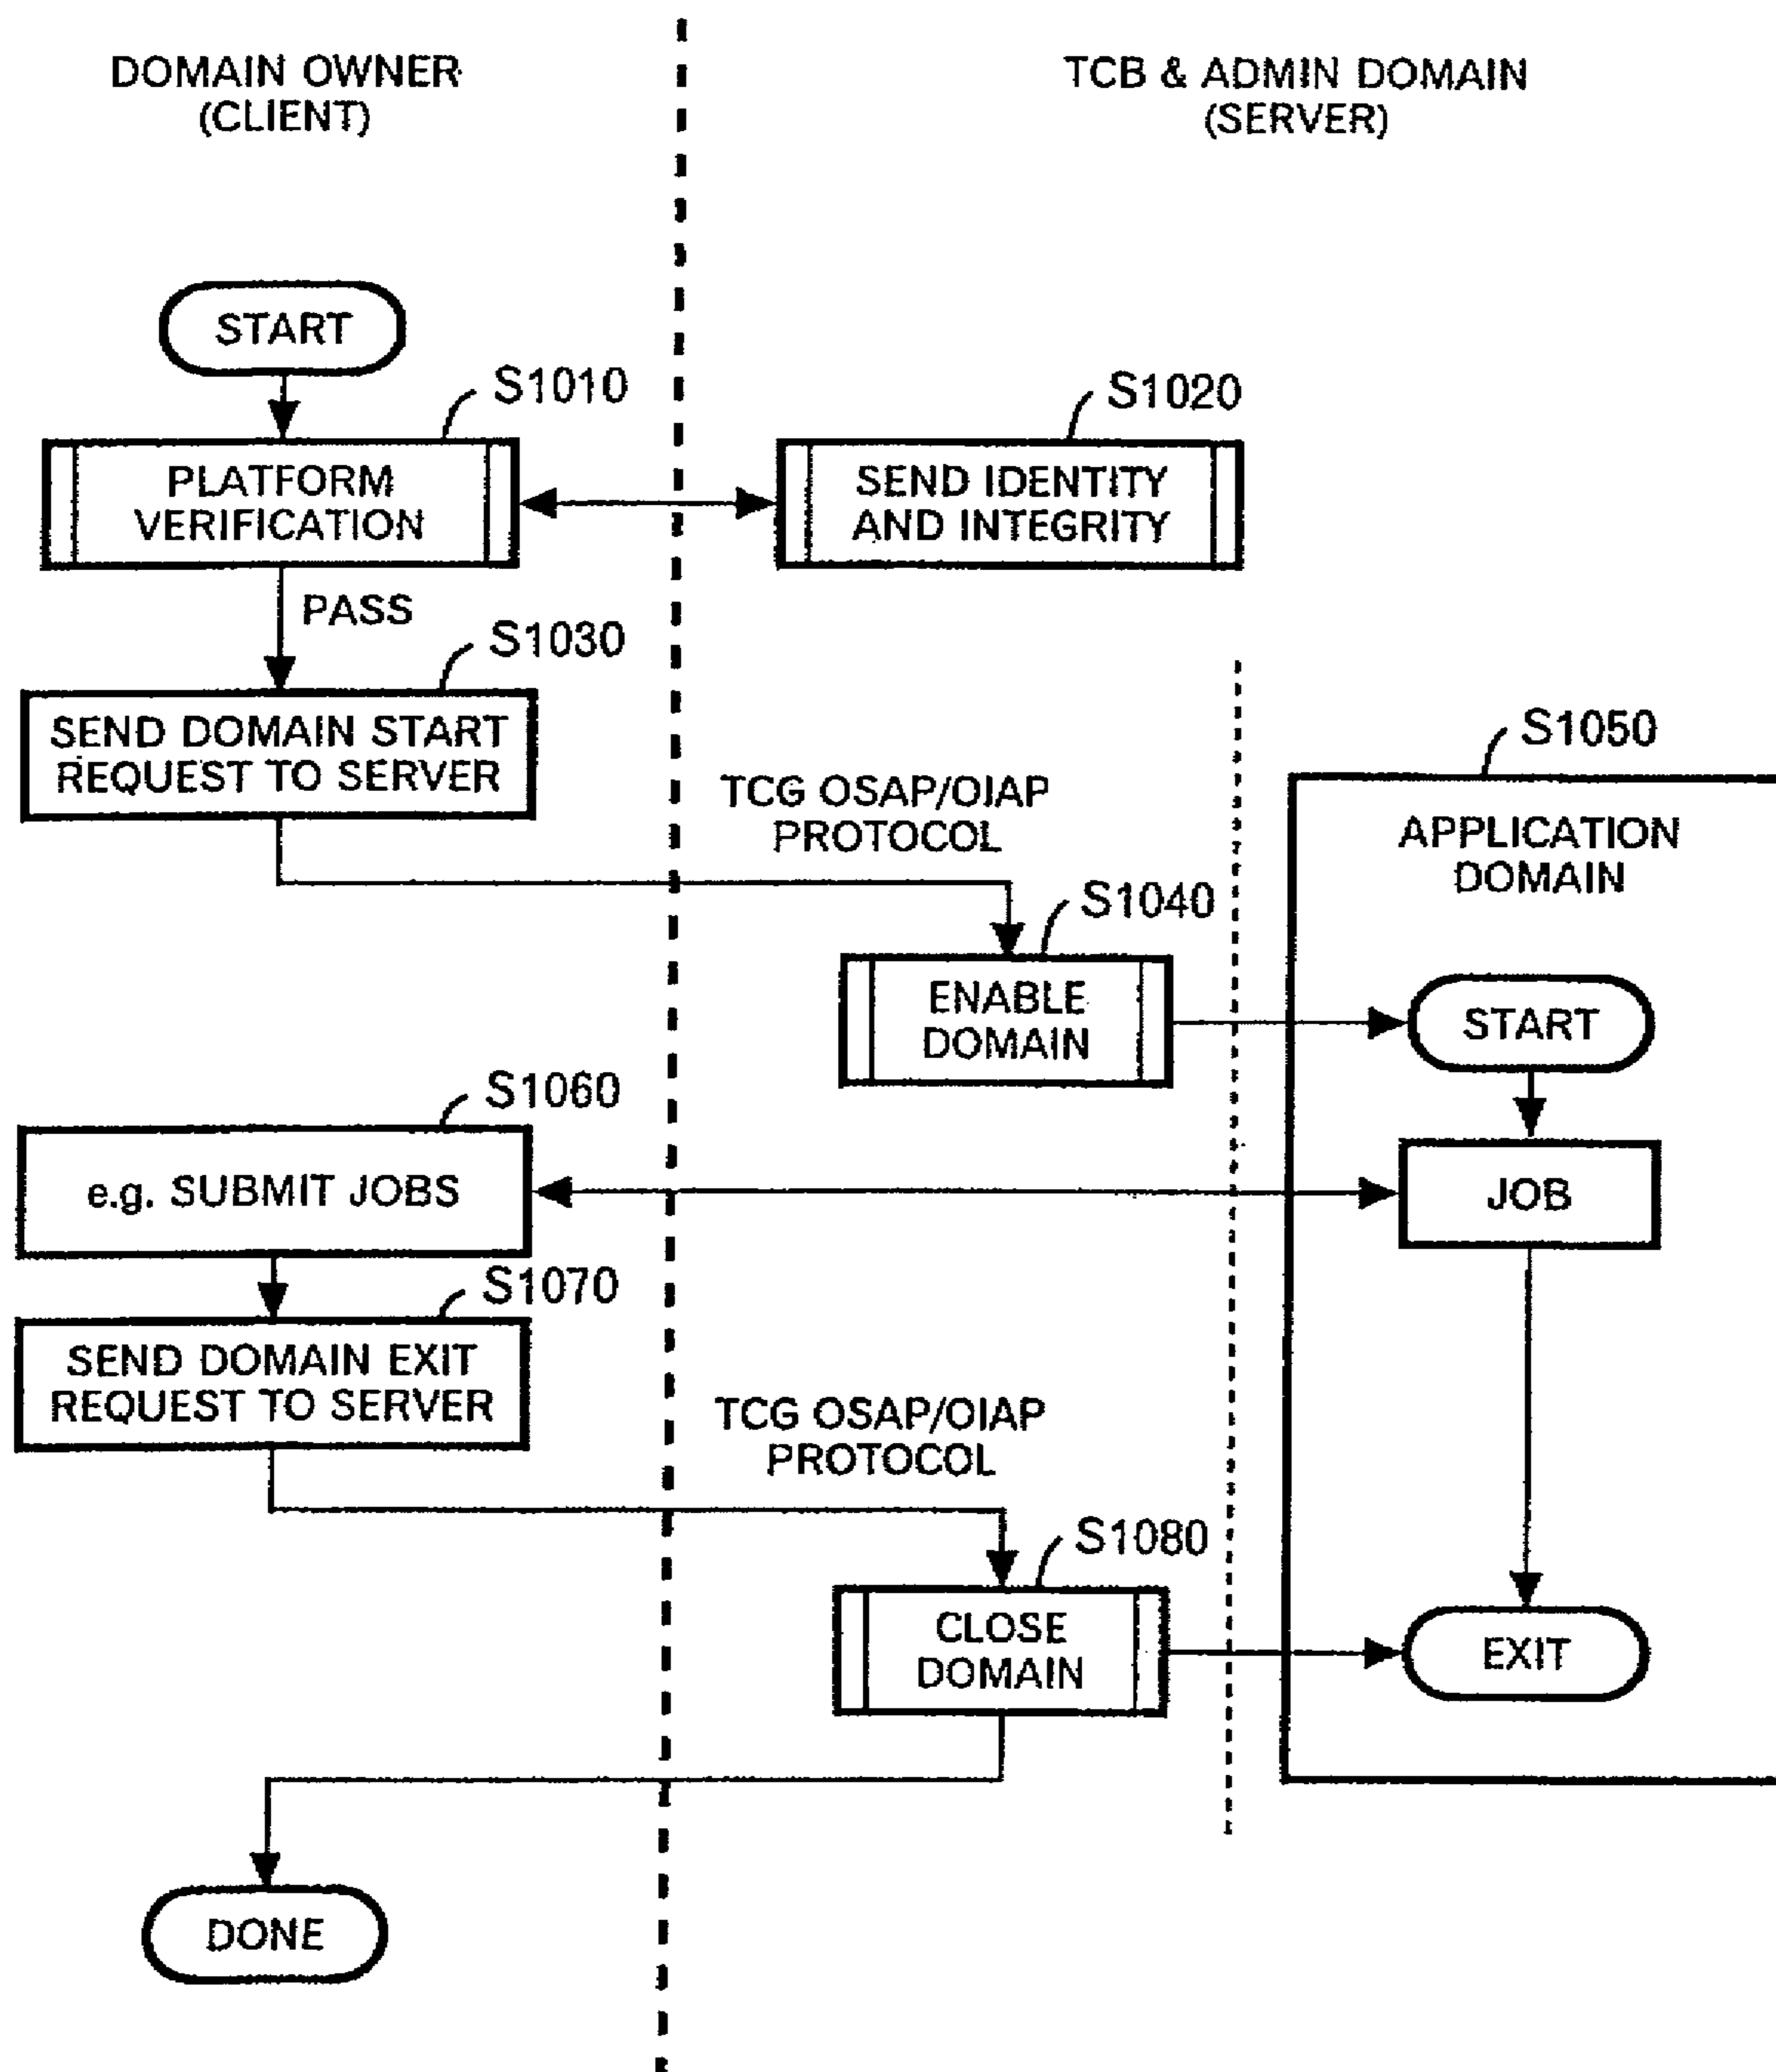 DOMAIN OWNER
(CLIENT)
TCB & ADMIN DOMAIN
(SERVER)
START
S1010
S1020
PLATFORM
VERIFICATION
SEND IDENTITY
AND INTEGRITY
PASS
S1030
SEND DOMAIN START
REQUEST TO SERVER
TCG OSAP/OIAP
PROTOCOL
S1050
APPLICATION
DOMAIN
S1040
ENABLE
DOMAIN
START
S1060
e.g. SUBMIT JOBS
JOB
S1070
SEND DOMAIN EXIT
REQUEST TO SERVER
TCG OSAP/OIAP
PROTOCOL
S1080
CLOSE
DOMAIN
EXIT
DONE